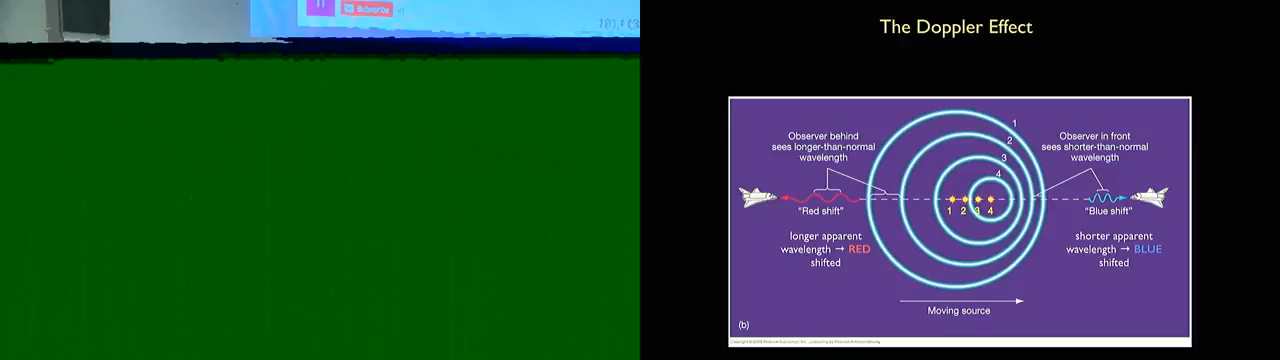 Subscribe
The Doppler Effect
Observer behind
sees longer-than-normal
wavelength
Observer in front
sees shorter-than-normal
wavelength
1
2
3
4
1 2 3 4
"Red shift"
"Blue shift"
longer apparent
wavelength → RED
shifted
shorter apparent
wavelength → BLUE
shifted
Moving source
(b)